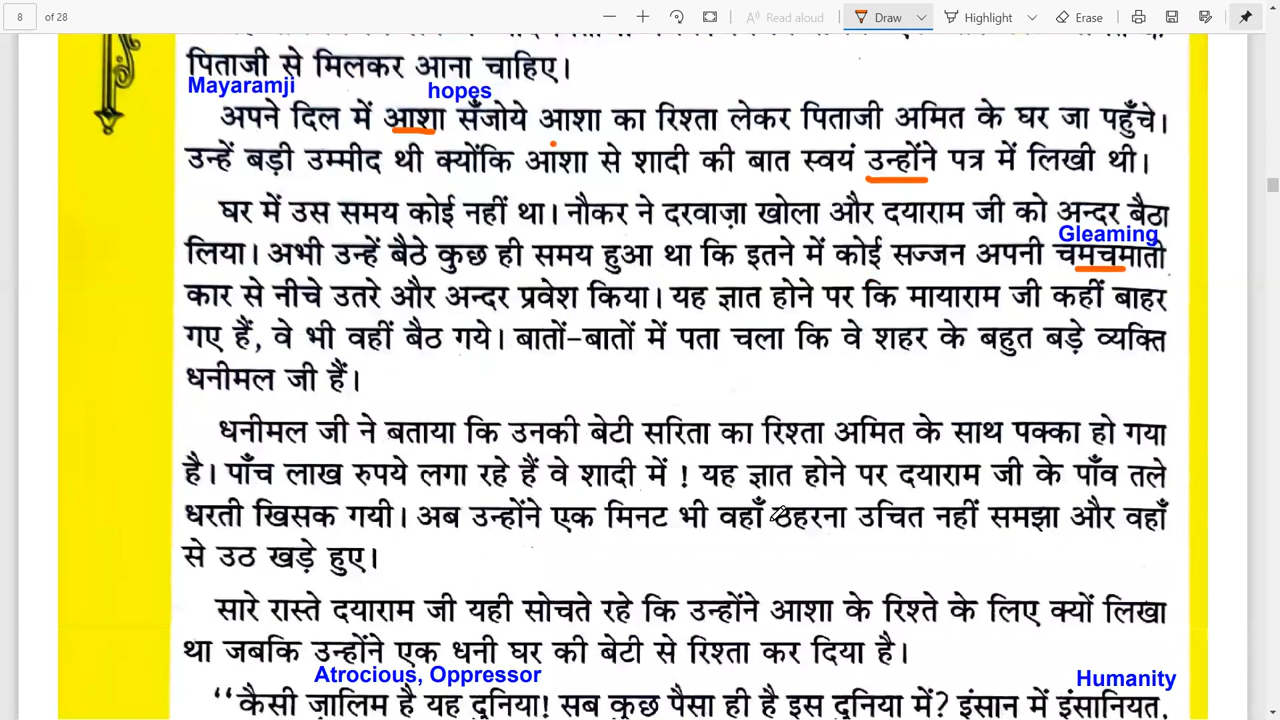 8 of 28 Read aloud Draw Highlight Erase
पिताजी से मिलकर आना चाहिए।
Mayaramji hopes
अपने दिल में आशा सँजोये आशा का रिश्ता लेकर पिताजी अमित के घर जा पहुँचे।
उन्हें बड़ी उम्मीद थी क्योंकि आशा से शादी की बात स्वयं उन्होंने पत्र में लिखी थी।
घर में उस समय कोई नहीं था। नौकर ने दरवाज़ा खोला और दयाराम जी को अन्दर बैठा
Gleaming
लिया। अभी उन्हें बैठे कुछ ही समय हुआ था कि इतने में कोई सज्जन अपनी चमचमाती
कार से नीचे उतरे और अन्दर प्रवेश किया। यह ज्ञात होने पर कि मायाराम जी कहीं बाहर
गए हैं, वे भी वहीं बैठ गये। बातों-बातों में पता चला कि वे शहर के बहुत बड़े व्यक्ति
धनीमल जी हैं।
धनीमल जी ने बताया कि उनकी बेटी सरिता का रिश्ता अमित के साथ पक्का हो गया
है। पाँच लाख रुपये लगा रहे हैं वे शादी में ! यह ज्ञात होने पर दयाराम जी के पाँव तले
धरती खिसक गयी। अब उन्होंने एक मिनट भी वहाँ ठहरना उचित नहीं समझा और वहाँ
से उठ खड़े हुए।
सारे रास्ते दयाराम जी यही सोचते रहे कि उन्होंने आशा के रिश्ते के लिए क्यों लिखा
था जबकि उन्होंने एक धनी घर की बेटी से रिश्ता कर दिया है।
Atrocious, Oppressor Humanity
“कैसी ज़ालिम है यह दुनिया! सब कुछ पैसा ही है इस दुनिया में? इंसान में इंसानियत,